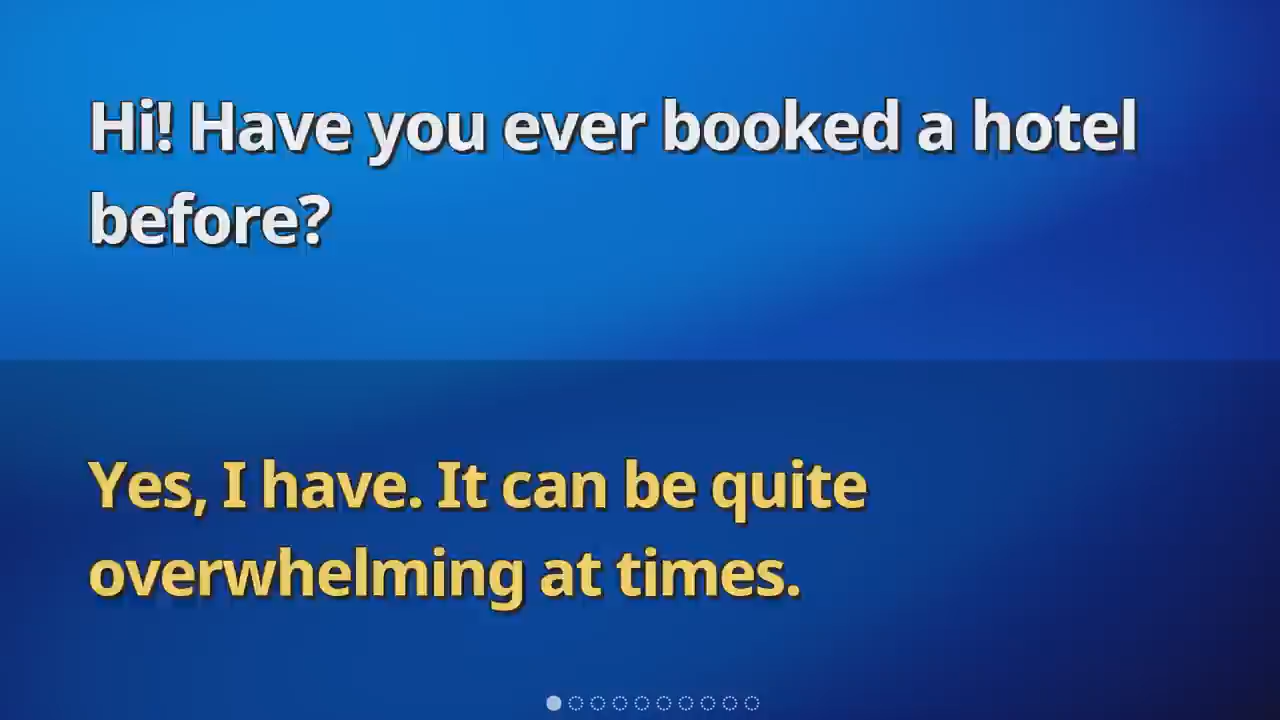 Hi! Have you ever booked a hotel
before?
Yes, I have. It can be quite
overwhelming at times.